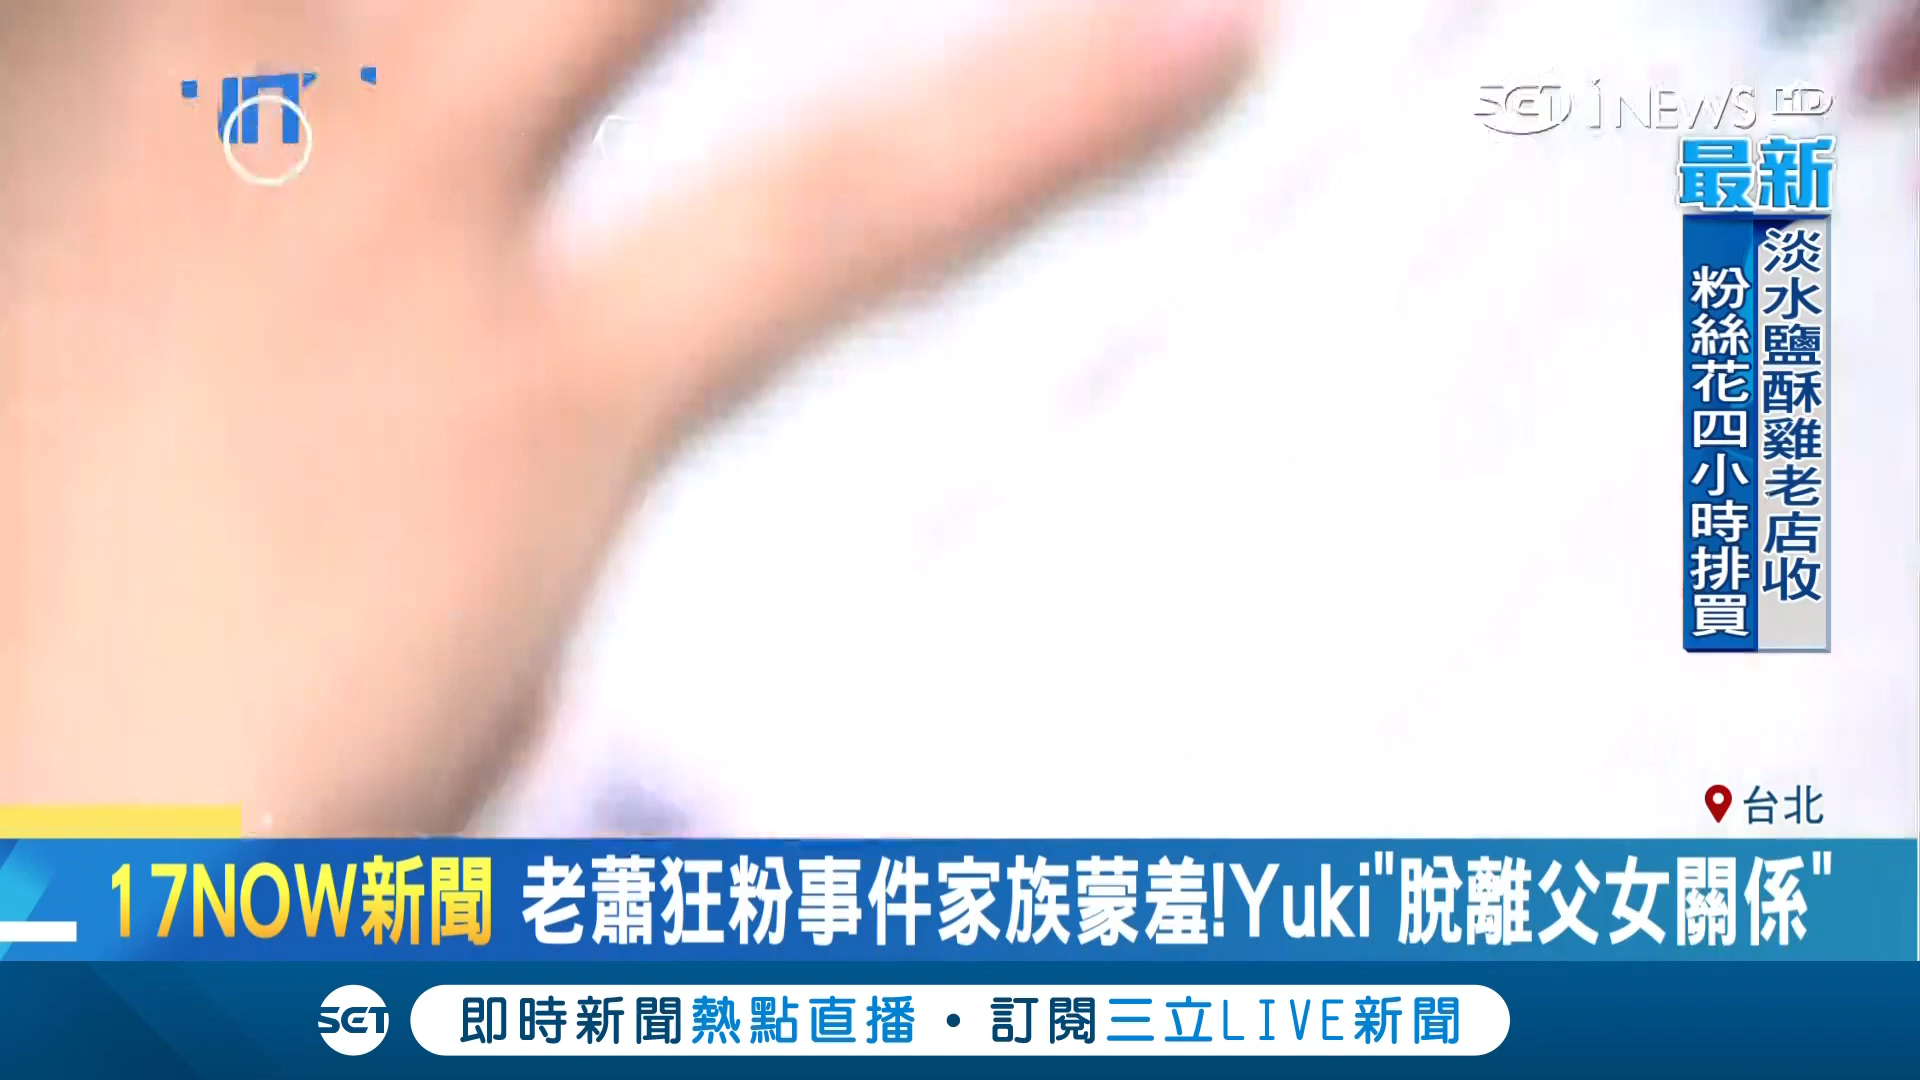 SET iNEWS HD
最新
淡水鹽酥雞老店收
粉絲花四小時排買
台北
17NOW新聞 老蕭狂粉事件家族蒙羞!Yuki"脫離父女關係"
SET 即時新聞熱點直播・訂閱三立LIVE新聞